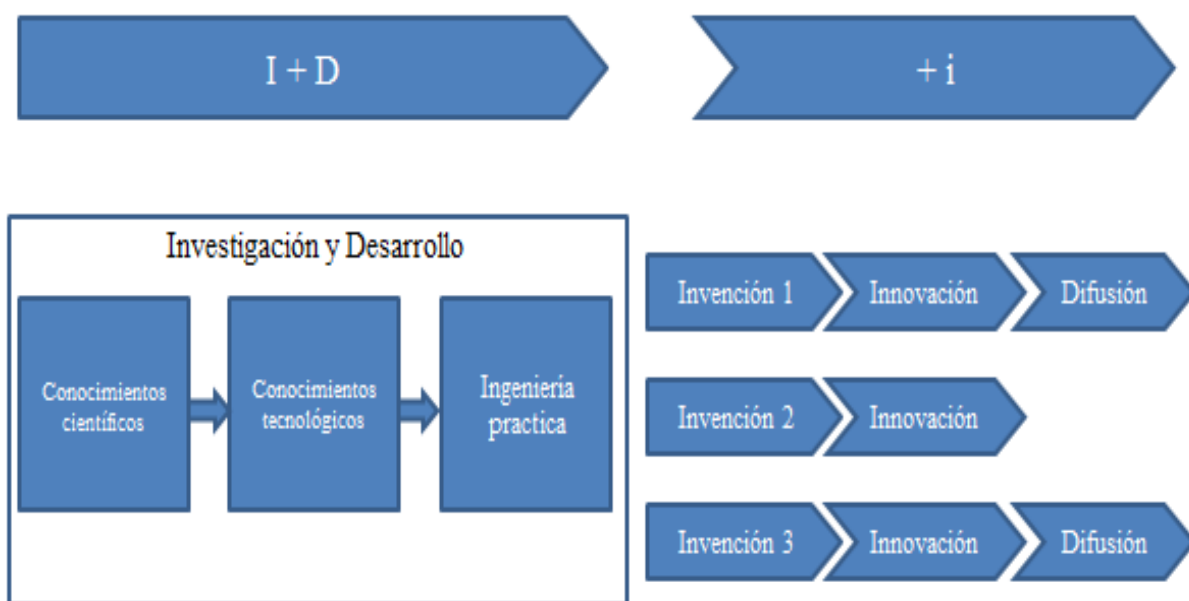 I + D
+ i
Investigación y Desarrollo
Conocimientos
científicos
Conocimientos
tecnológicos
Ingeniería
practica
Invención 1
Innovación
Difusión
Invención 2
Innovación
Invención 3
Innovación
Difusión